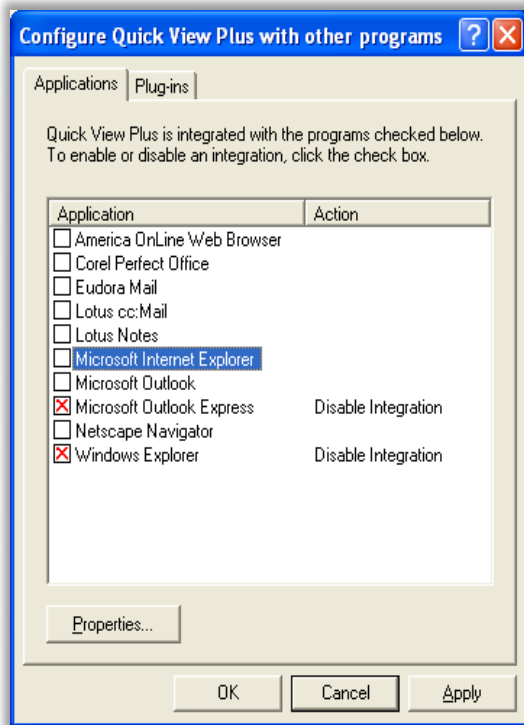 Configure Quick View Plus with other programs
Applications Plug-ins
Quick View Plus is integrated with the programs checked below.
To enable or disable an integration, click the check box.
Application Action
America OnLine Web Browser
Corel Perfect Office
Eudora Mail
Lotus cc:Mail
Lotus Notes
Microsoft Internet Explorer
Microsoft Outlook
Microsoft Outlook Express Disable Integration
Netscape Navigator
Windows Explorer Disable Integration
Properties...
OK Cancel Apply